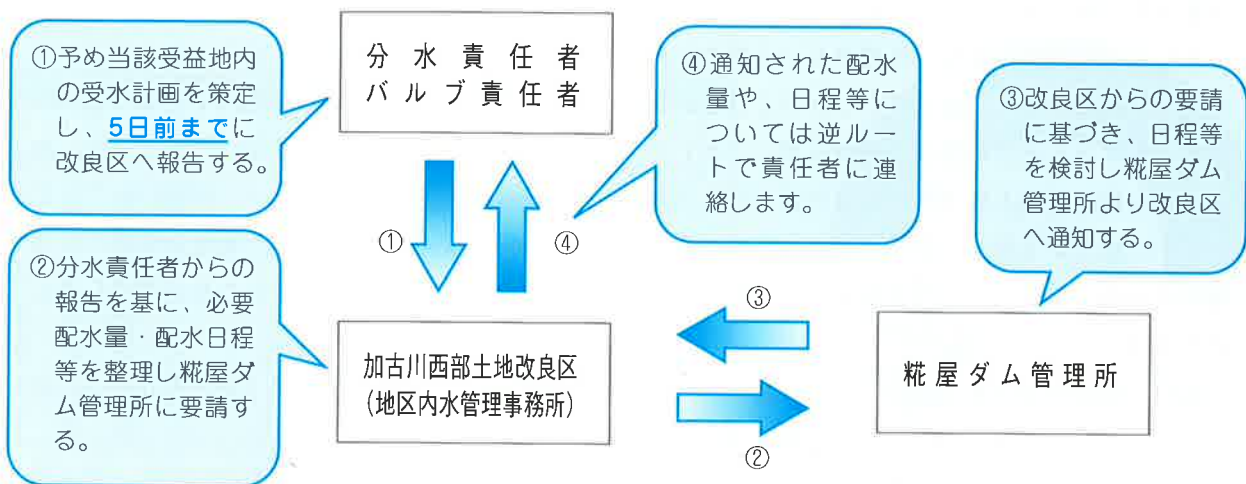 ①予め当該受益地内
の受水計画を策定
し、5日前までに
改良区へ報告する。
分水責任者
バルブ責任者
④通知された配水
量や、日程等に
ついては逆ルー
トで責任者に連
絡します。
③改良区からの要請
に基づき、日程等
を検討し糀屋ダム
管理所より改良区
へ通知する。
①
④
②分水責任者からの
報告を基に、必要
配水量・配水日程
等を整理し糀屋ダ
ム管理所に要請す
る。
加古川西部土地改良区
(地区内水管理事務所)
③
②
糀屋ダム管理所